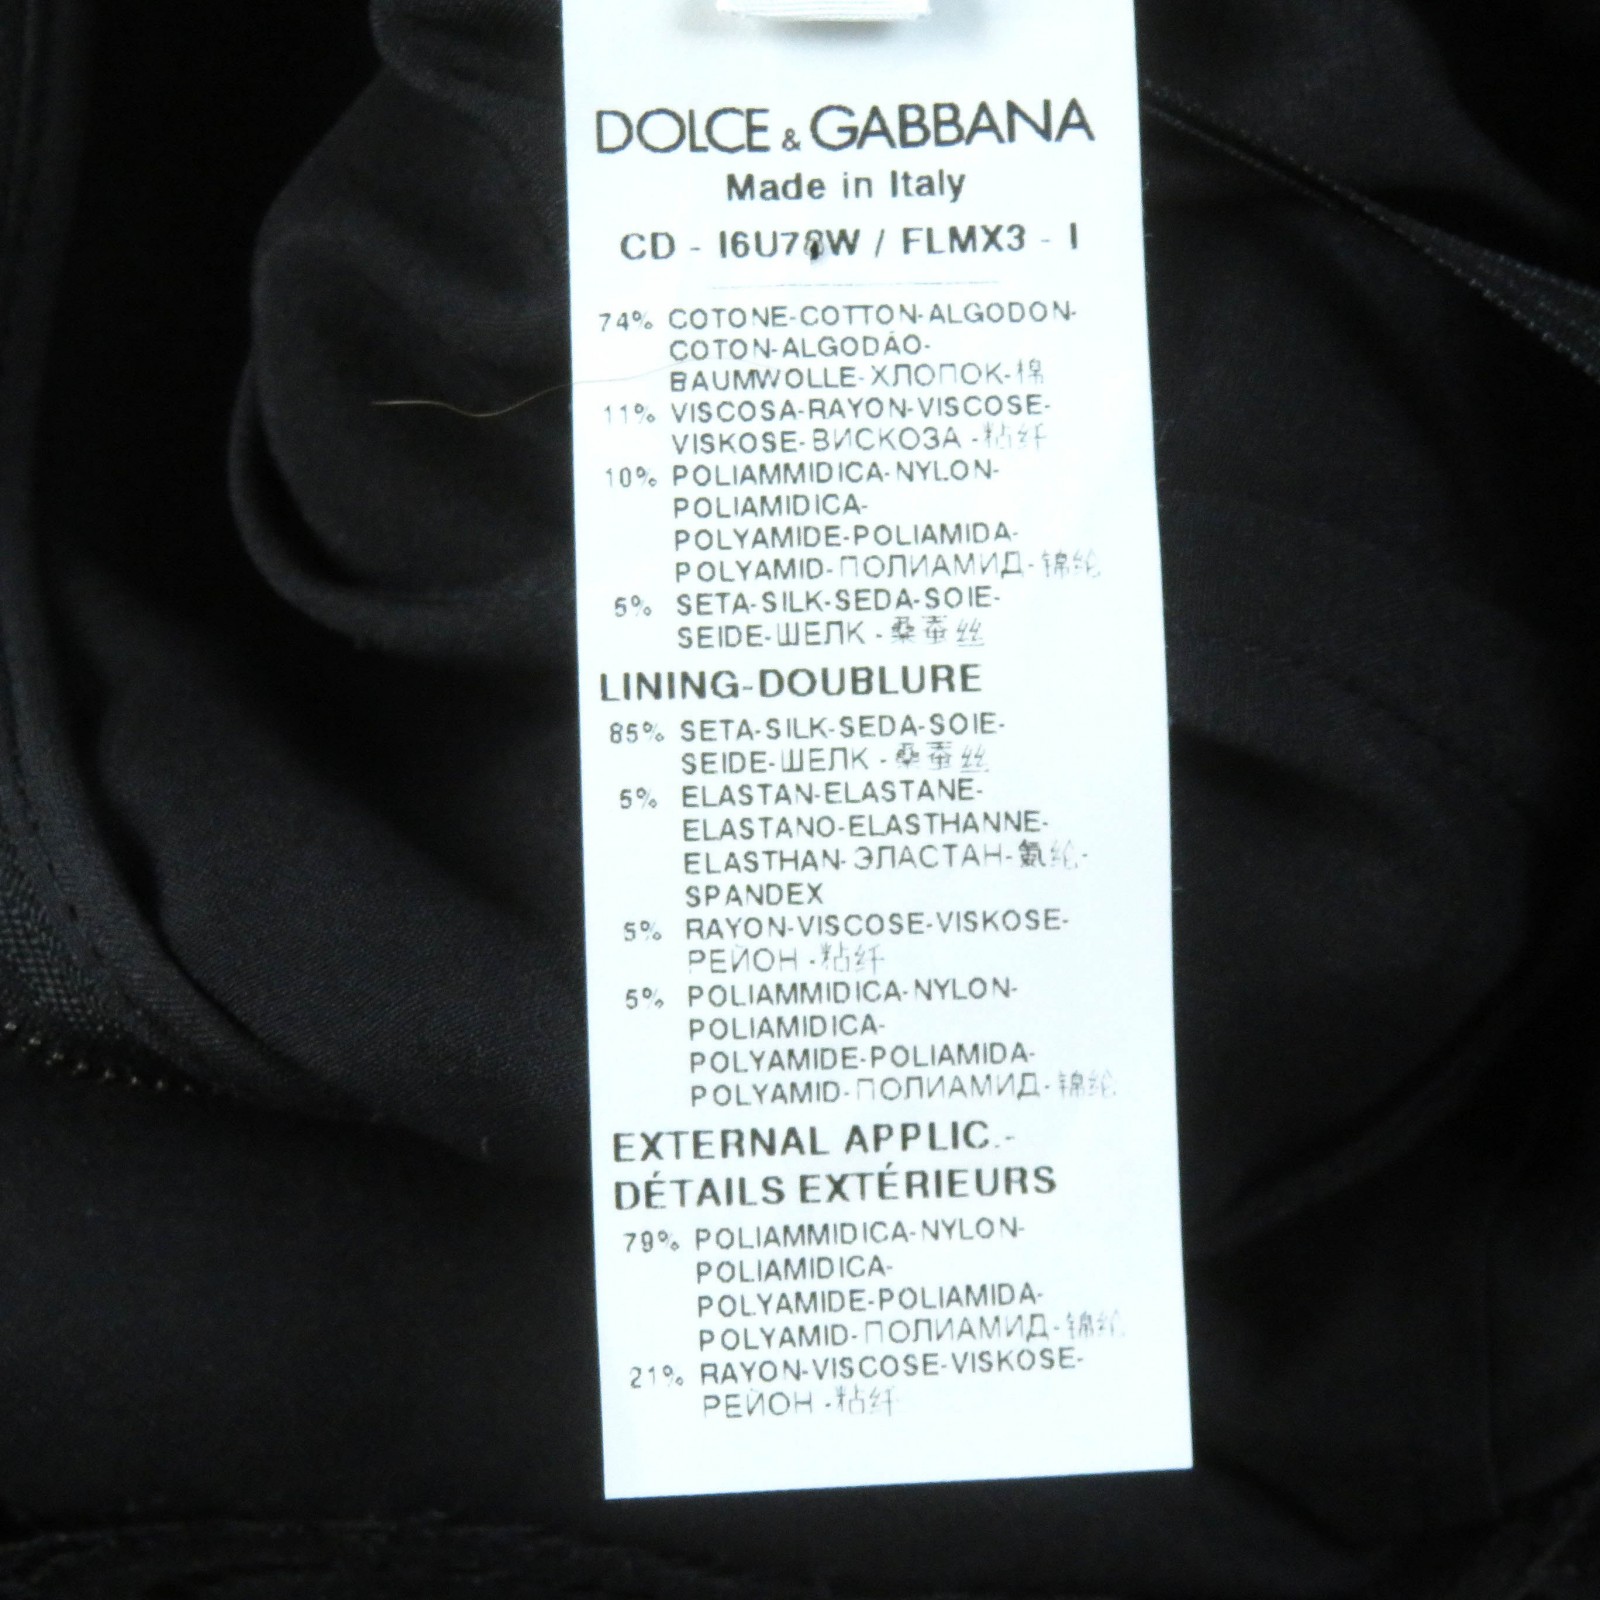 DOLCE & GABBANA
Made in Italy
CD - I6U78W / FLMX3 - I
74% COTONE-COTTON-ALGODON-
COTON-ALGODÃO-
BAUMWOLLE-ХЛОПОК-棉
11% VISCOSA-RAYON-VISCOSE-
VISKOSE-ВИСКОЗА -粘纤
10% POLIAMMIDICA-NYLON-
POLIAMIDICA-
POLYAMIDE-POLIAMIDA-
POLYAMID-ПОЛИАМИД-锦纶
5% SETA-SILK-SEDA-SOIE-
SEIDE-ШЕЛК -桑蚕丝
LINING-DOUBLURE
85% SETA-SILK-SEDA-SOIE-
SEIDE-ШЕЛК -桑蚕丝
5% ELASTAN-ELASTANE-
ELASTANO-ELASTHANNE-
ELASTHAN-ЭЛАСТАН-氨纶-
SPANDEX
5% RAYON-VISCOSE-VISKOSE-
РЕЙОН -粘纤
5% POLIAMMIDICA-NYLON-
POLIAMIDICA-
POLYAMIDE-POLIAMIDA-
POLYAMID-ПОЛИАМИД-锦纶
EXTERNAL APPLIC.-
DÉTAILS EXTÉRIEURS
79% POLIAMMIDICA-NYLON-
POLIAMIDICA-
POLYAMIDE-POLIAMIDA-
POLYAMID-ПОЛИАМИД-锦纶
21% RAYON-VISCOSE-VISKOSE-
РЕЙОН -粘纤